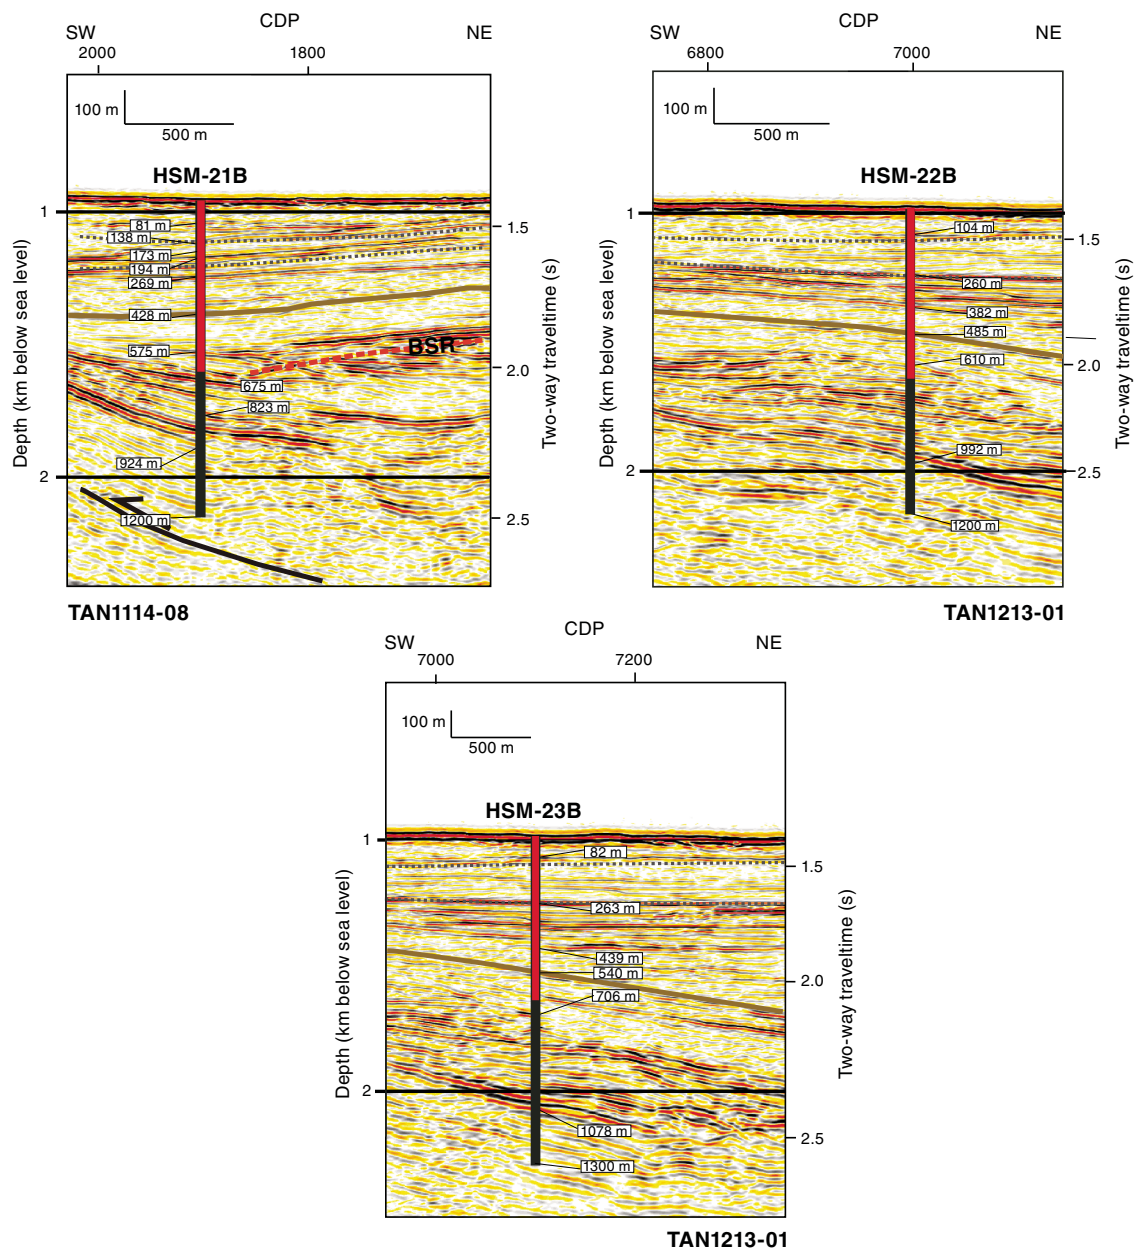 CDP
SW
NE
2000
1800
100 m
500 m
HSM-21B
1
2
Depth (km below sea level)
81 m
138 m
173 m
194 m
269 m
428 m
575 m
675 m
823 m
924 m
1200 m
BSR
1.5
2.0
2.5
Two-way traveltime (s)
TAN1114-08
CDP
SW
NE
6800
7000
100 m
500 m
HSM-22B
1
2
Depth (km below sea level)
104 m
260 m
382 m
485 m
610 m
992 m
1200 m
1.5
2.0
2.5
Two-way traveltime (s)
TAN1213-01
CDP
SW
NE
7000
7200
100 m
500 m
HSM-23B
1
2
Depth (km below sea level)
82 m
263 m
439 m
540 m
706 m
1078 m
1300 m
1.5
2.0
2.5
Two-way traveltime (s)
TAN1213-01